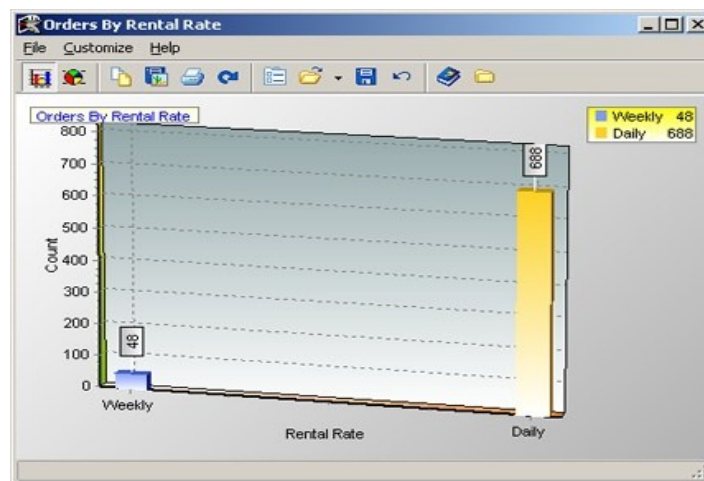 Orders By Rental Rate
File Customize Help
Orders By Rental Rate
Weekly 48
Daily 688
800
700
600
500
400
300
200
100
0
Count
48
688
Weekly
Daily
Rental Rate